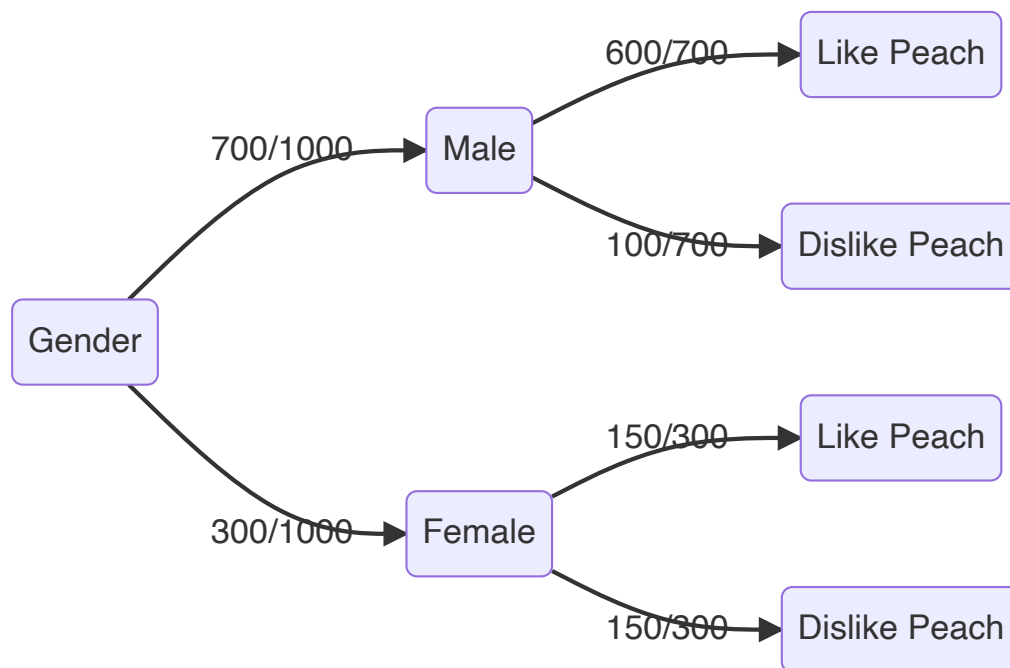 600/700
Like Peach
700/1000
Male
100/700
Dislike Peach
Gender
150/300
Like Peach
300/1000
Female
150/300
Dislike Peach